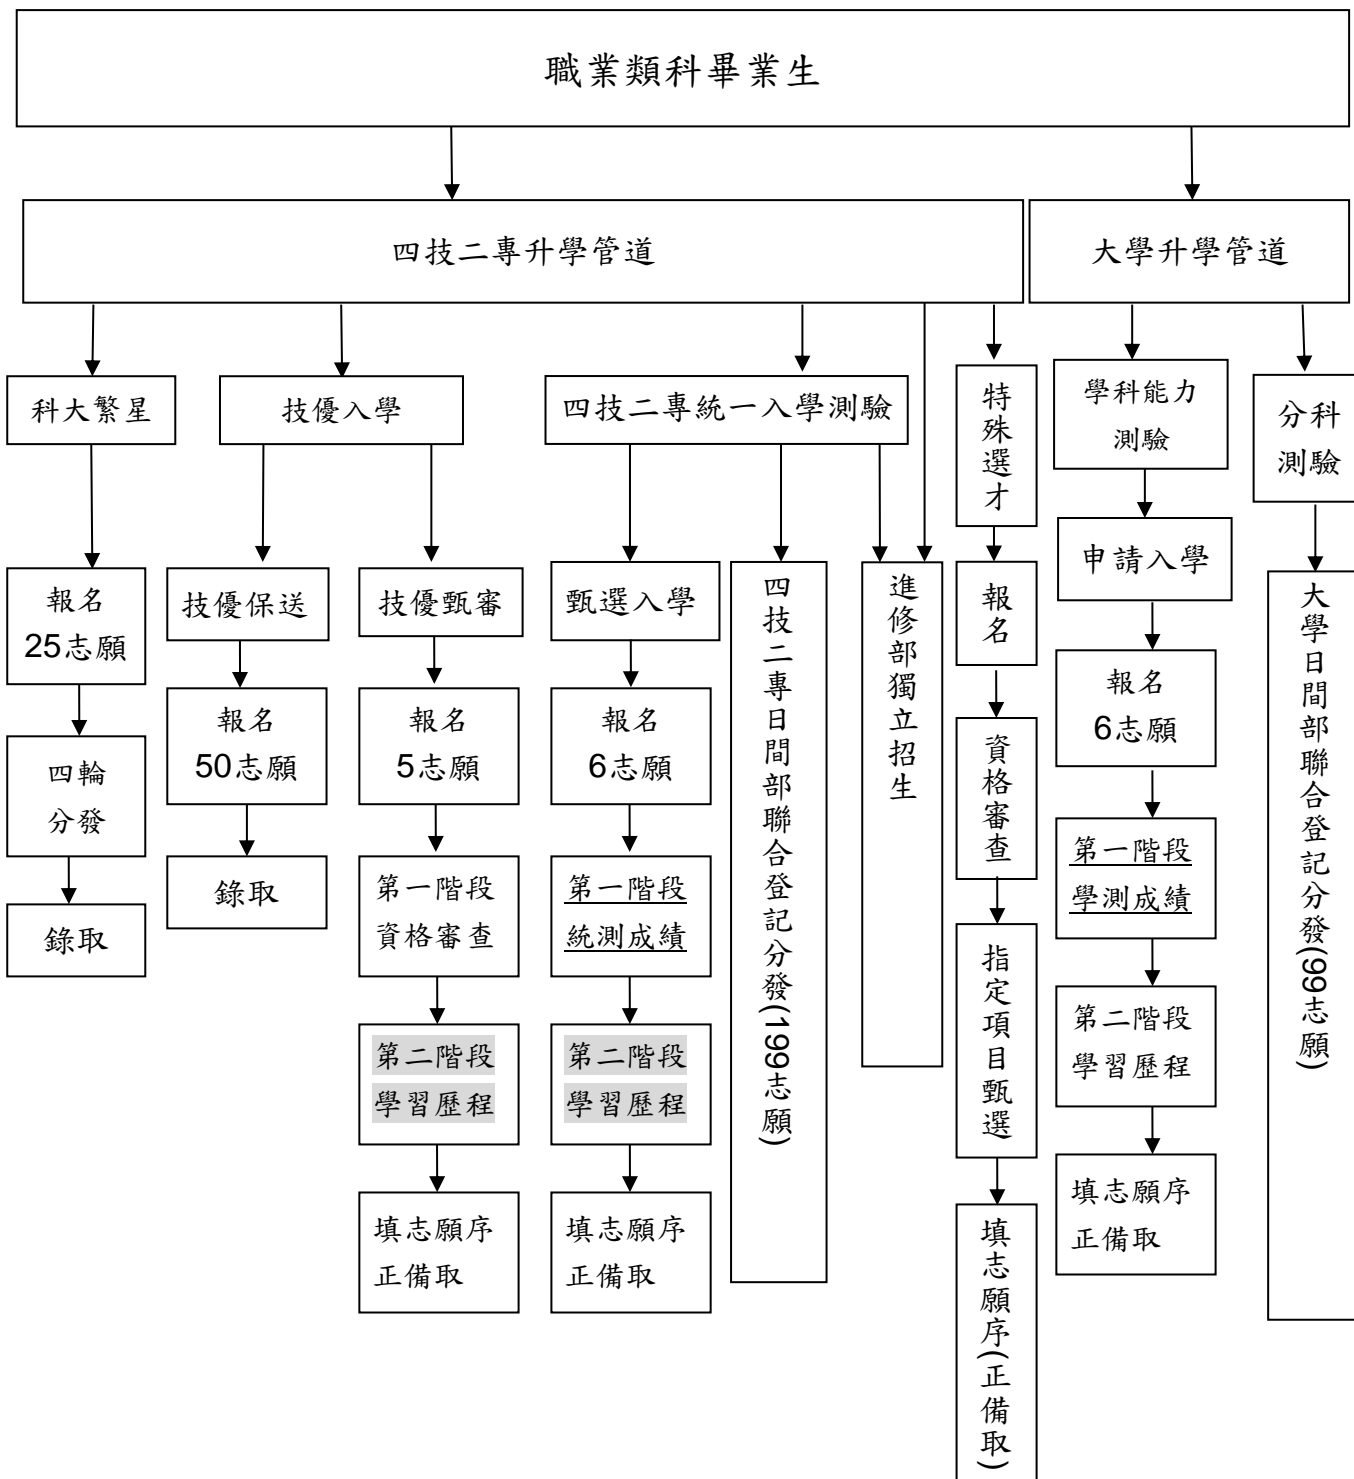 職業類科畢業生
四技二專升學管道
大學升學管道
科大繁星
技優入學
四技二專統一入學測驗
特殊選才
學科能力
測驗
分科
測驗
報名
25志願
技優保送
技優甄審
甄選入學
四技二專日間部聯合登記分發(199志願)
進修部獨立招生
報名
申請入學
大學日間部聯合登記分發(99志願)
四輪
分發
報名
50志願
報名
5志願
報名
6志願
資格審查
報名
6志願
錄取
錄取
第一階段
資格審查
第一階段
統測成績
指定項目甄選
第一階段
學測成績
第二階段
學習歷程
第二階段
學習歷程
第二階段
學習歷程
填志願序
正備取
填志願序
正備取
填志願序(正備取)
填志願序
正備取